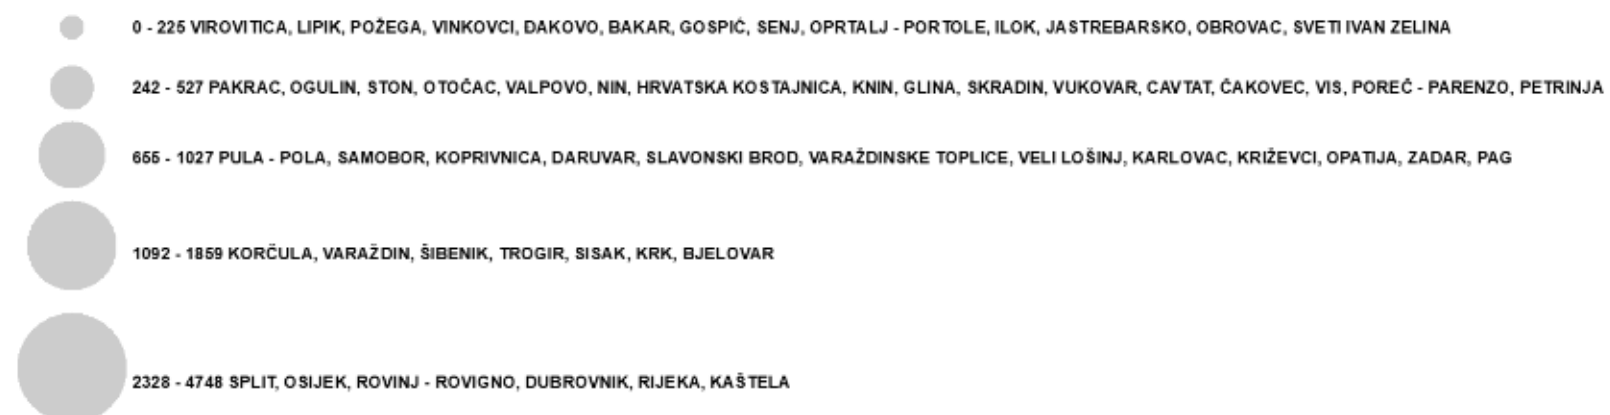 0 - 225 VIROVITICA, LIPIK, POŽEGA, VINKOVCI, DAKOVO, BAKAR, GOSPIĆ, SENJ, OPRTALJ - PORTOLE, ILOK, JASTREBARSKO, OBROVAC, SVETI IVAN ZELINA
242 - 527 PAKRAC, OGULIN, STON, OTOČAC, VALPOVO, NIN, HRVATSKA KOSTAJNICA, KNIN, GLINA, SKRADIN, VUKOVAR, CAVTAT, ČAKOVEC, VIS, POREČ - PARENZO, PETRINJA
655 - 1027 PULA - POLA, SAMOBOR, KOPRIVNICA, DARUVAR, SLAVONSKI BROD, VARAŽDINSKE TOPLICE, VELI LOŠINJ, KARLOVAC, KRIŽEVCI, OPATIJA, ZADAR, PAG
1092 - 1859 KORČULA, VARAŽDIN, ŠIBENIK, TROGIR, SISAK, KRK, BJELOVAR
2328 - 4748 SPLIT, OSIJEK, ROVINJ - ROVIGNO, DUBROVNIK, RIJEKA, KAŠTELA